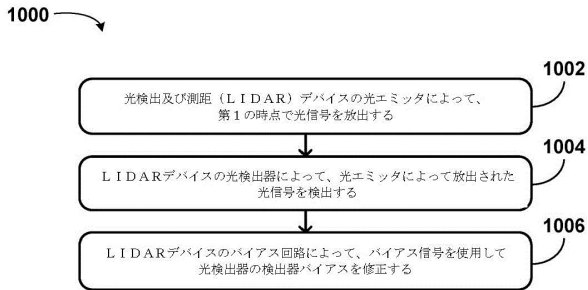 1000
1002
光検出及び測距（ＬＩＤＡＲ）デバイスの光エミッタによって、
第１の時点で光信号を放出する
1004
ＬＩＤＡＲデバイスの光検出器によって、光エミッタによって放出された
光信号を検出する
1006
ＬＩＤＡＲデバイスのバイアス回路によって、バイアス信号を使用して
光検出器の検出器バイアスを修正する